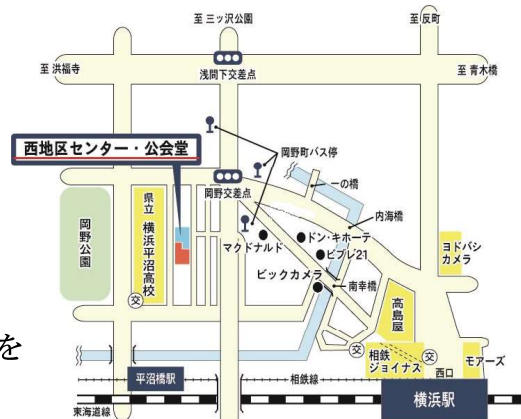 至 三ッ沢公園
至 反町
至 洪福寺
浅間下交差点
至 青木橋
西地区センター・公会堂
岡野町バス停
一の橋
岡野交差点
内海橋
岡野公園
県立 横浜平沼高校
マクドナルド
ドン・キホーテ
ビブレ21
ヨドバシ
カメラ
ビックカメラ
南幸橋
高島屋
交
を
交
交
相鉄
ジョイナス
西口
モアーズ
平沼橋駅
相鉄線
横浜駅
東海道線